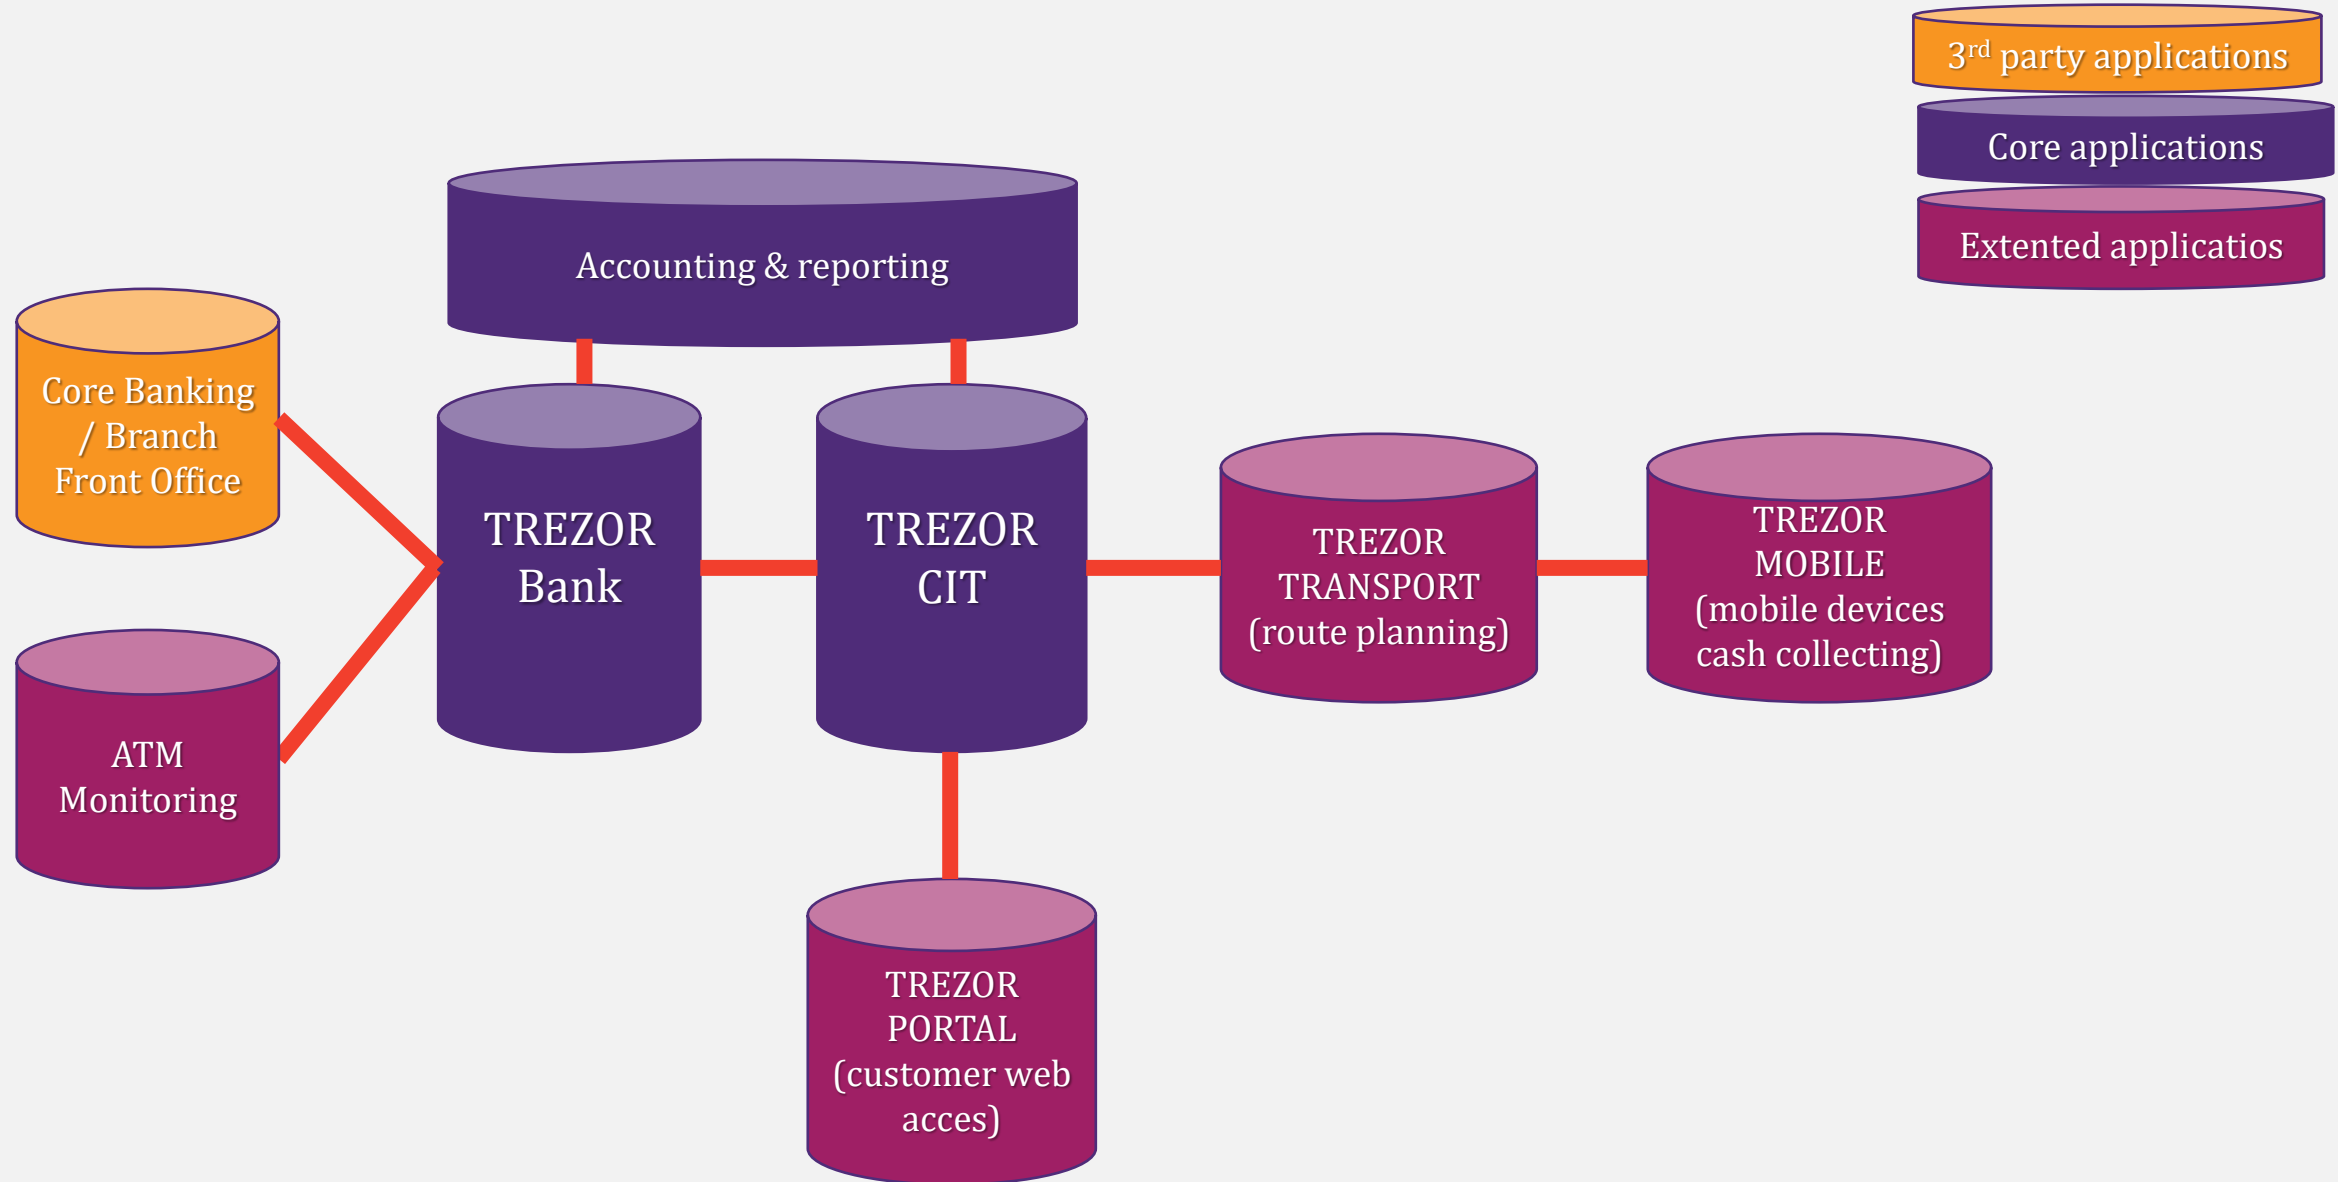 3rd party applications
Core applications
Extented applicatios
Accounting & reporting
Core Banking
/ Branch
Front Office
TREZOR
Bank
TREZOR
CIT
TREZOR
TRANSPORT
(route planning)
TREZOR
MOBILE
(mobile devices
cash collecting)
ATM
Monitoring
TREZOR
PORTAL
(customer web
acces)